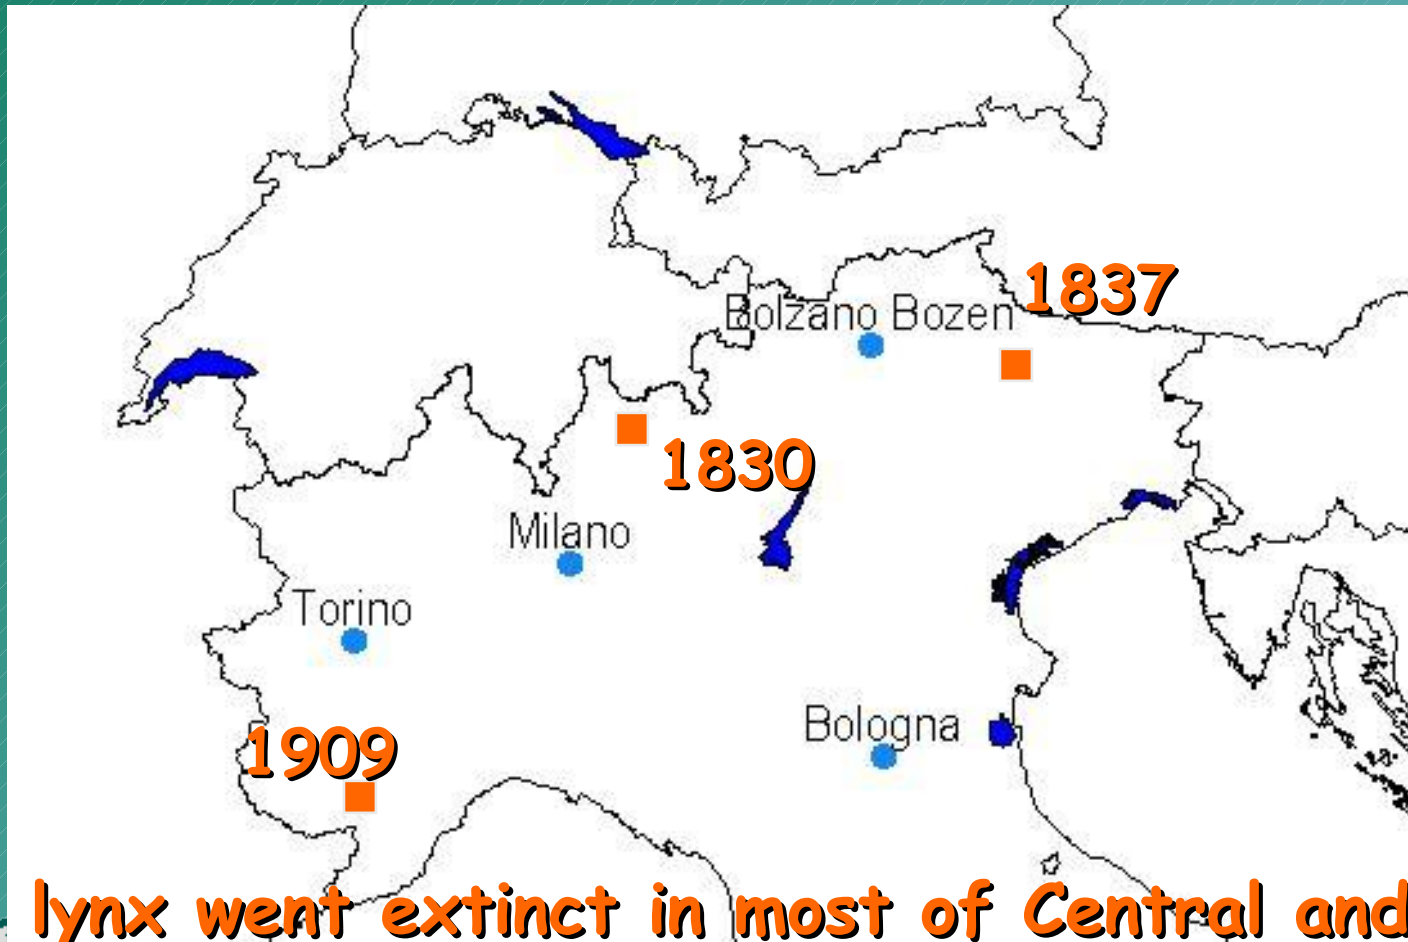 1837
Bolzano Bozen
1830
Milano
Torino
Bologna
1909
lynx went extinct in most of Central and